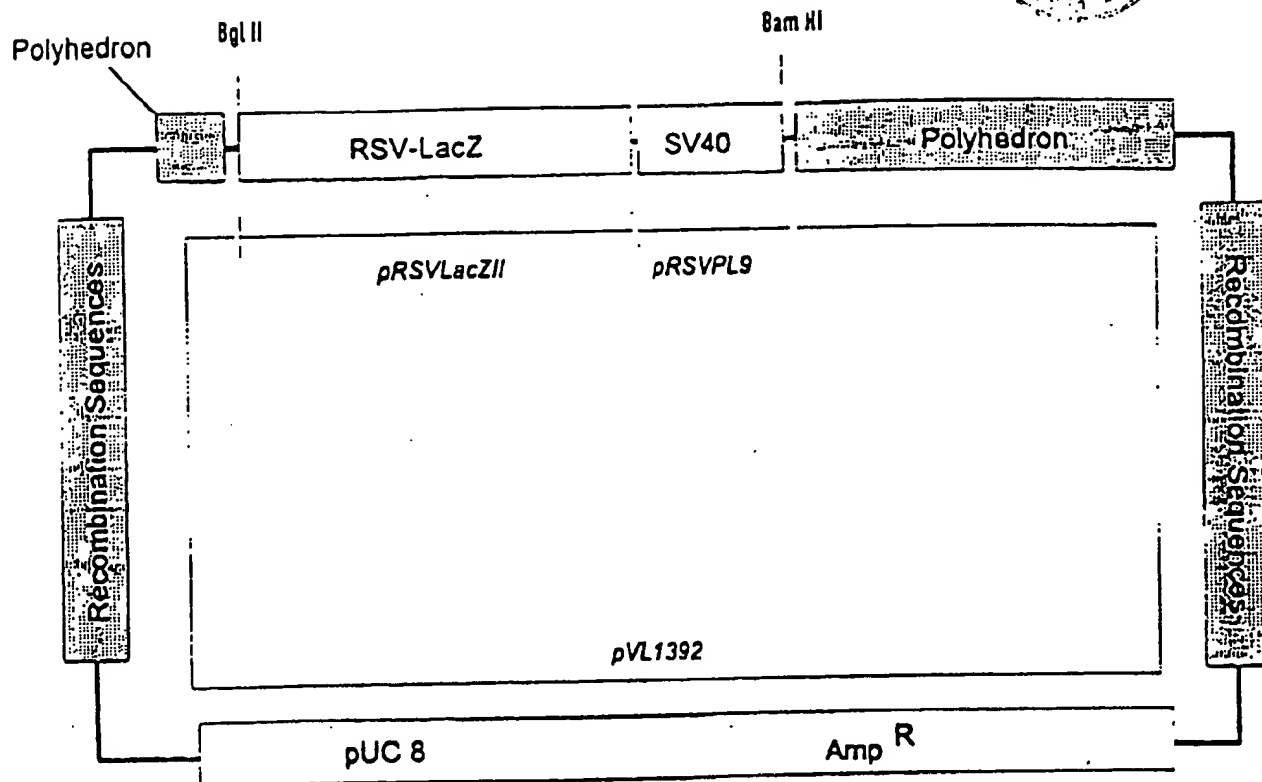 Polyhedron
Bgl II
Bam HI
RSV-LacZ
SV40
Polyhedron
pRSVLacZII
pRSVPL9
Recombination Sequences
Recombination Sequences
pVL1392
pUC 8
Amp R